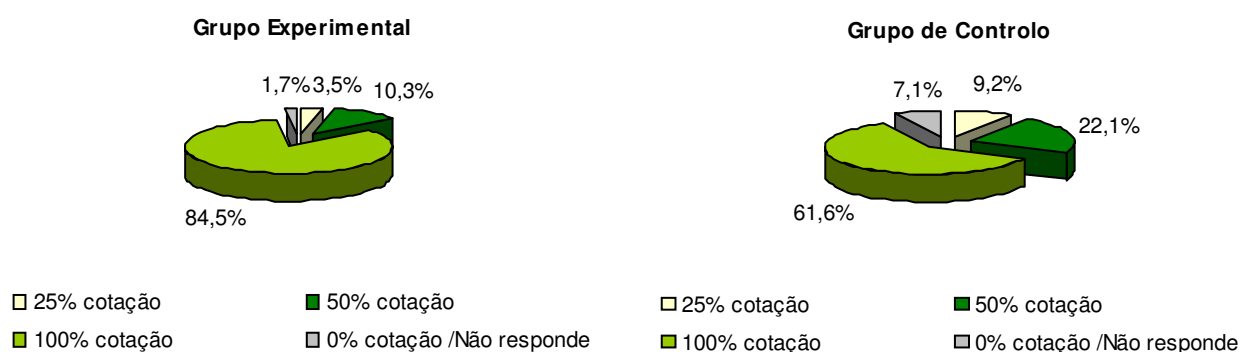 Grupo Experimental
1,7%
3,5%
10,3%
84,5%
25% cotação
50% cotação
100% cotação
0% cotação /Não responde
Grupo de Controlo
7,1%
9,2%
22,1%
61,6%
25% cotação
50% cotação
100% cotação
0% cotação /Não responde